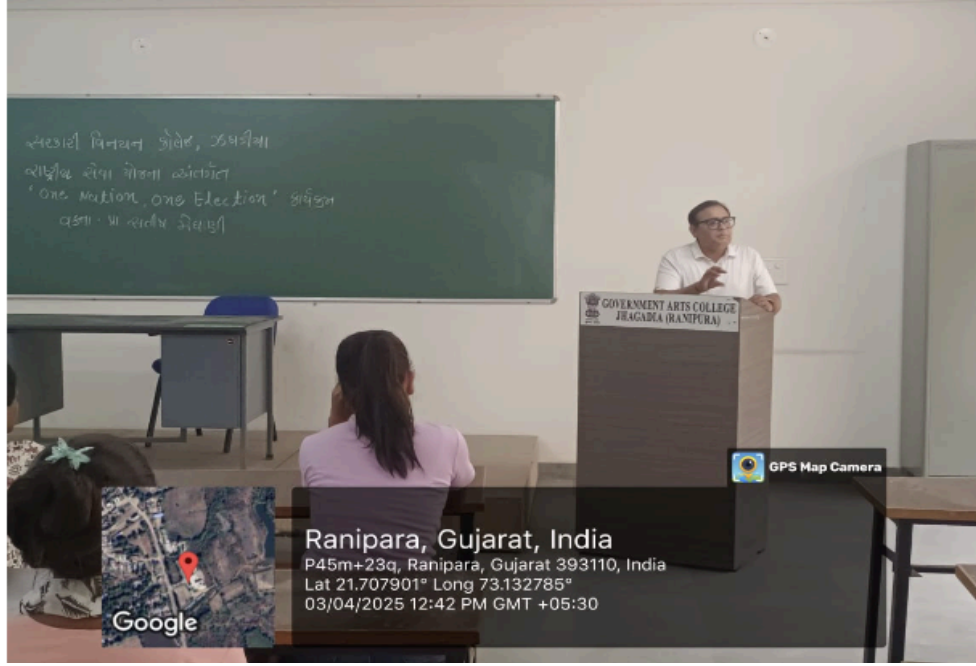 સરકારી વિનયન કોલેજ, ઝઘડીયા
રાષ્ટ્રીય સેવા યોજના અંતર્ગત
'One Nation, One Election' કાર્યક્રમ
વક્તા - પ્રા સતીષ
GOVERNMENT ARTS COLLEGE
JHAGADIA (RANIPURA)
GPS Map Camera
Ranipara, Gujarat, India
P45m+23q, Ranipara, Gujarat 393110, India
Lat 21.707901° Long 73.132785°
03/04/2025 12:42 PM GMT +05:30
Google